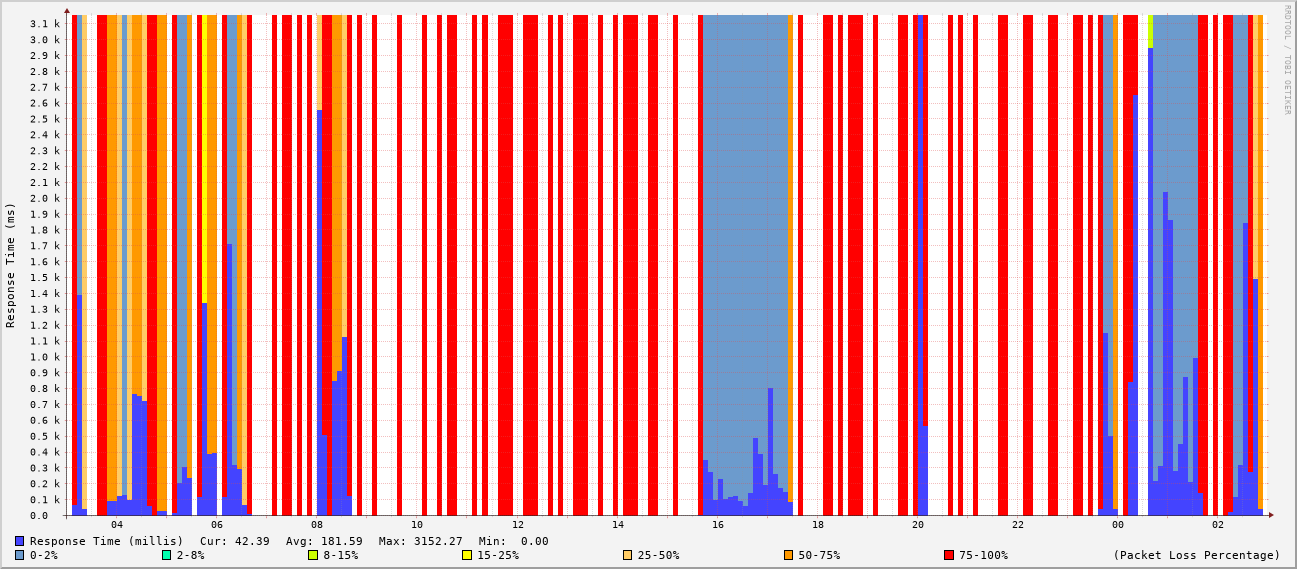 RRDTOOL / TOBI OETIKER
Response Time (ms)
3.1 k
3.0 k
2.9 k
2.8 k
2.7 k
2.6 k
2.5 k
2.4 k
2.3 k
2.2 k
2.1 k
2.0 k
1.9 k
1.8 k
1.7 k
1.6 k
1.5 k
1.4 k
1.3 k
1.2 k
1.1 k
1.0 k
0.9 k
0.8 k
0.7 k
0.6 k
0.5 k
0.4 k
0.3 k
0.2 k
0.1 k
0.0
04 06 08 10 12 14 16 18 20 22 00 02
Response Time (millis) Cur: 42.39 Avg: 181.59 Max: 3152.27 Min: 0.00
0-2% 2-8% 8-15% 15-25% 25-50% 50-75% 75-100% (Packet Loss Percentage)